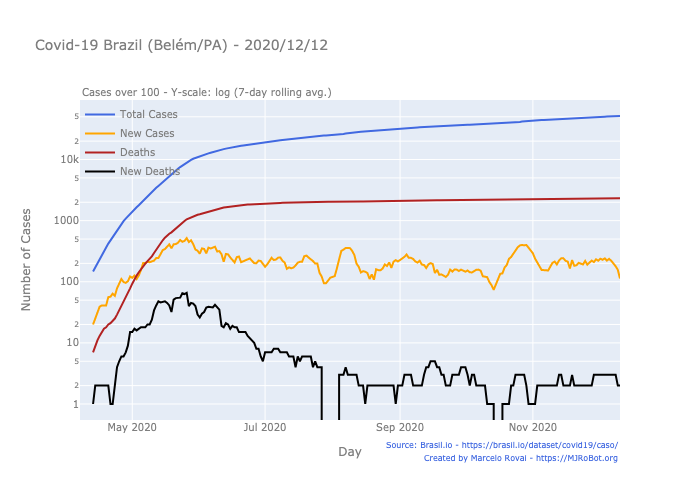 Covid-19 Brazil (Belém/PA) - 2020/12/12
Cases over 100 - Y-scale: log (7-day rolling avg.)
Total Cases
New Cases
Deaths
New Deaths
5
2
10k
5
2
1000
5
2
100
5
2
10
5
2
1
Number of Cases
May 2020
Jul 2020
Sep 2020
Nov 2020
Day
Source: Brasil.io - https://brasil.io/dataset/covid19/caso/
Created by Marcelo Rovai - https://MJRoBot.org